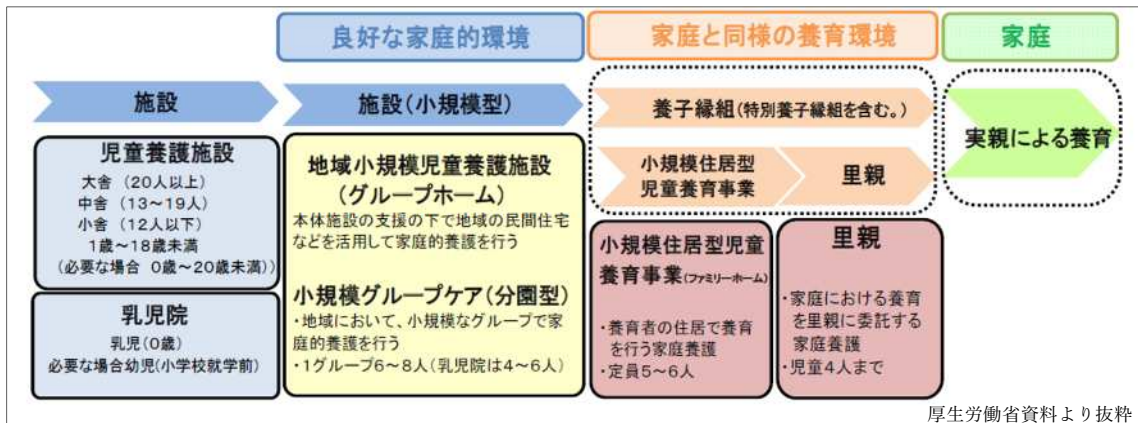 良好な家庭的環境
家庭と同様の養育環境
家庭
施設
施設(小規模型)
養子縁組(特別養子縁組を含む。)
小規模住居型
児童養育事業
里親
実親による養育
児童養護施設
大舎 (20人以上)
中舎 (13~19人)
小舎 (12人以下)
1歳~18歳未満
(必要な場合 0歳~20歳未満))
乳児院
乳児(0歳)
必要な場合幼児(小学校就学前)
地域小規模児童養護施設
(グループホーム)
本体施設の支援の下で地域の民間住宅
などを活用して家庭的養護を行う
小規模グループケア(分園型)
・地域において、小規模なグループで家
庭的養護を行う
・1グループ6~8人(乳児院は4~6人)
小規模住居型児童
養育事業(ファミリーホーム)
・養育者の住居で養育
を行う家庭養護
・定員5~6人
里親
・家庭における養育
を里親に委託する
家庭養護
・児童4人まで
厚生労働省資料より抜粋